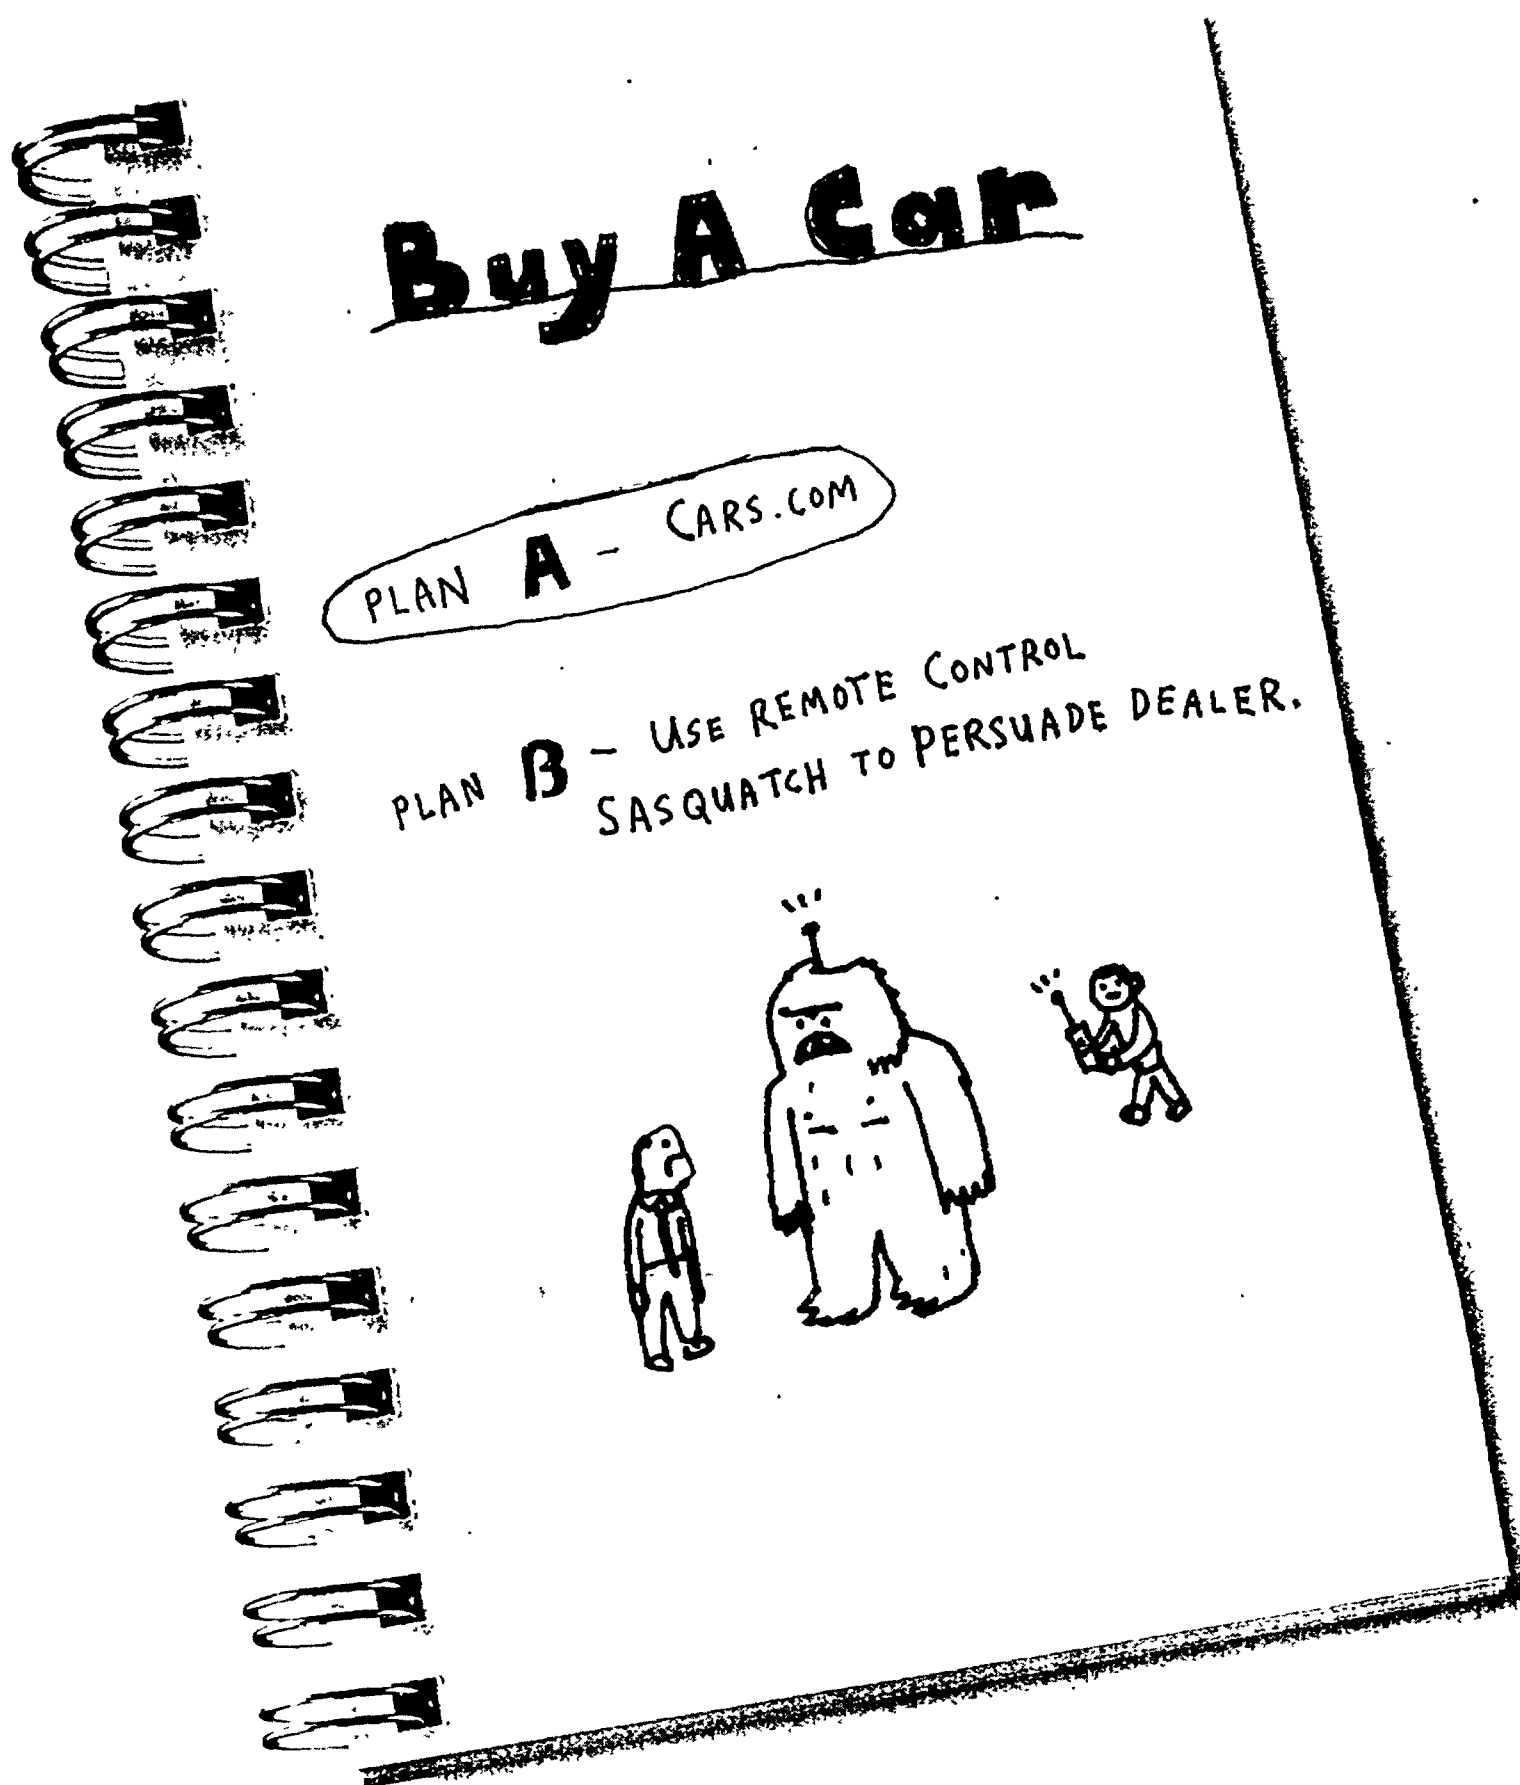 Buy A Car
PLAN A - CARS.COM
PLAN B - USE REMOTE CONTROL
SASQUATCH TO PERSUADE DEALER.